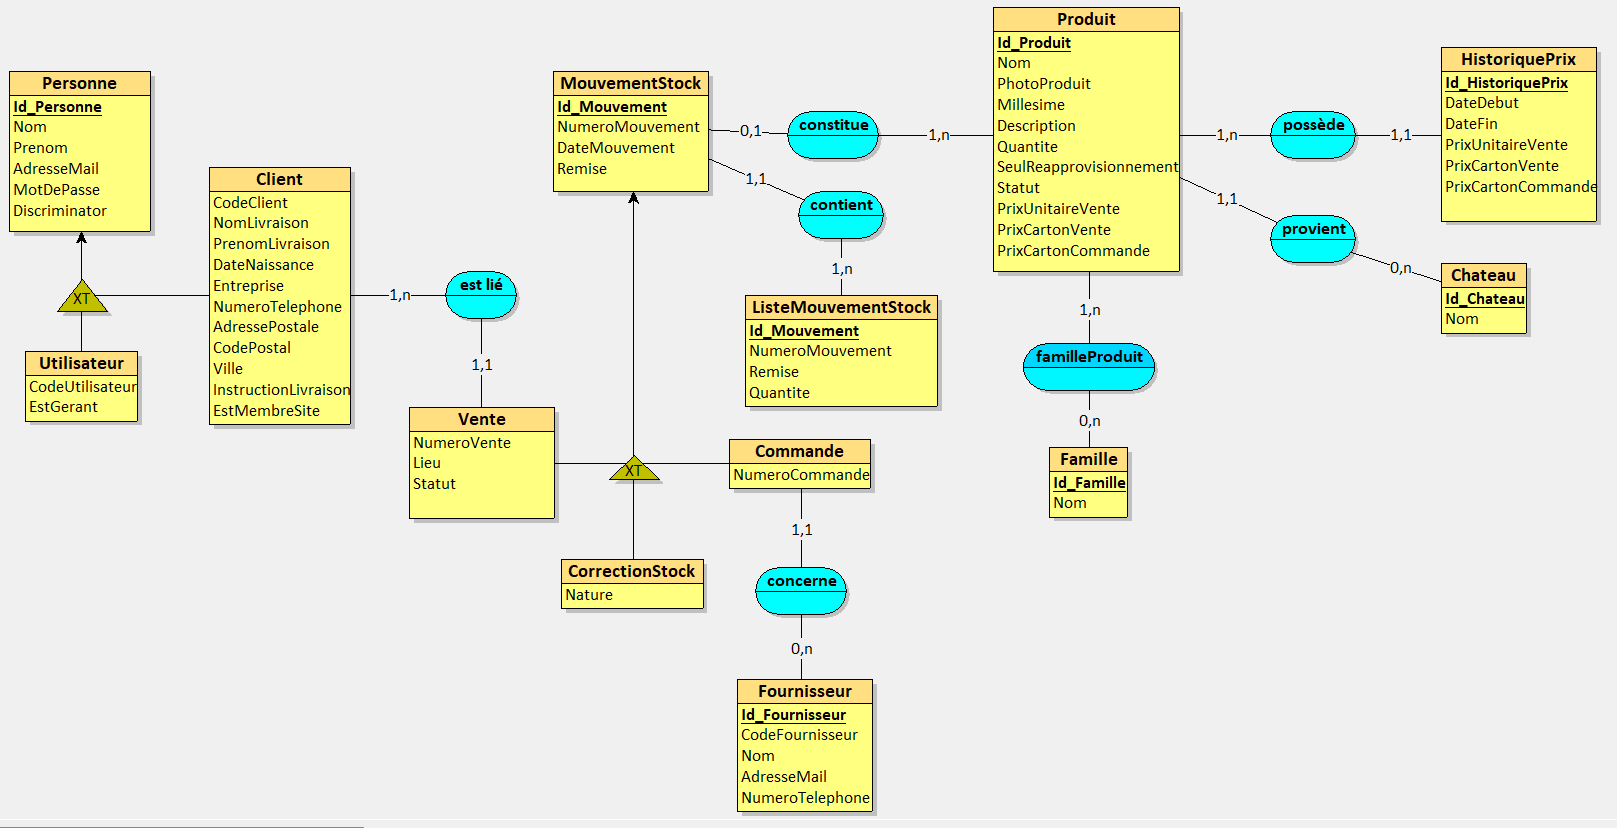 Personne
Id_Personne
Nom
Prenom
AdresseMail
MotDePasse
Discriminator
XT
Utilisateur
CodeUtilisateur
EstGerant
Client
CodeClient
NomLivraison
PrenomLivraison
DateNaissance
Entreprise
NumeroTelephone
AdressePostale
CodePostal
Ville
InstructionLivraison
EstMembreSite
1,n
est lié
1,1
Vente
NumeroVente
Lieu
Statut
MouvementStock
Id_Mouvement
NumeroMouvement
DateMouvement
Remise
XT
CorrectionStock
Nature
0,1
constitue
1,n
1,1
contient
1,n
ListeMouvementStock
Id_Mouvement
NumeroMouvement
Remise
Quantite
Commande
NumeroCommande
1,1
concerne
0,n
Fournisseur
Id_Fournisseur
CodeFournisseur
Nom
AdresseMail
NumeroTelephone
Produit
Id_Produit
Nom
PhotoProduit
Millesime
Description
Quantite
SeulReapprovisionnement
Statut
PrixUnitaireVente
PrixCartonVente
PrixCartonCommande
1,n
familleProduit
0,n
Famille
Id_Famille
Nom
1,n
possède
1,1
HistoriquePrix
Id_HistoriquePrix
DateDebut
DateFin
PrixUnitaireVente
PrixCartonVente
PrixCartonCommande
1,1
provient
0,n
Chateau
Id_Chateau
Nom